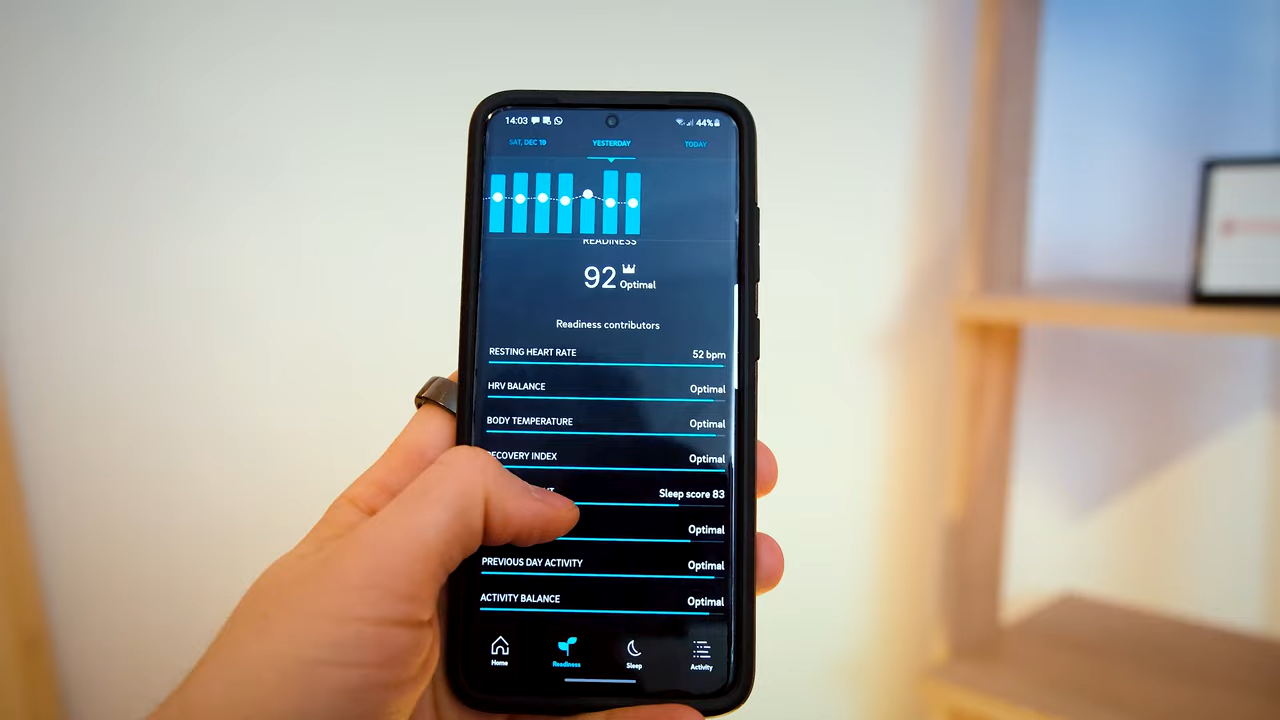 14:03 44%
SAT, DEC 19 YESTERDAY TODAY
READINESS
92 Optimal
Readiness contributors
RESTING HEART RATE 52 bpm
HRV BALANCE Optimal
BODY TEMPERATURE Optimal
RECOVERY INDEX Optimal
Sleep score 83
Optimal
PREVIOUS DAY ACTIVITY Optimal
ACTIVITY BALANCE Optimal
Home Readiness Sleep Activity